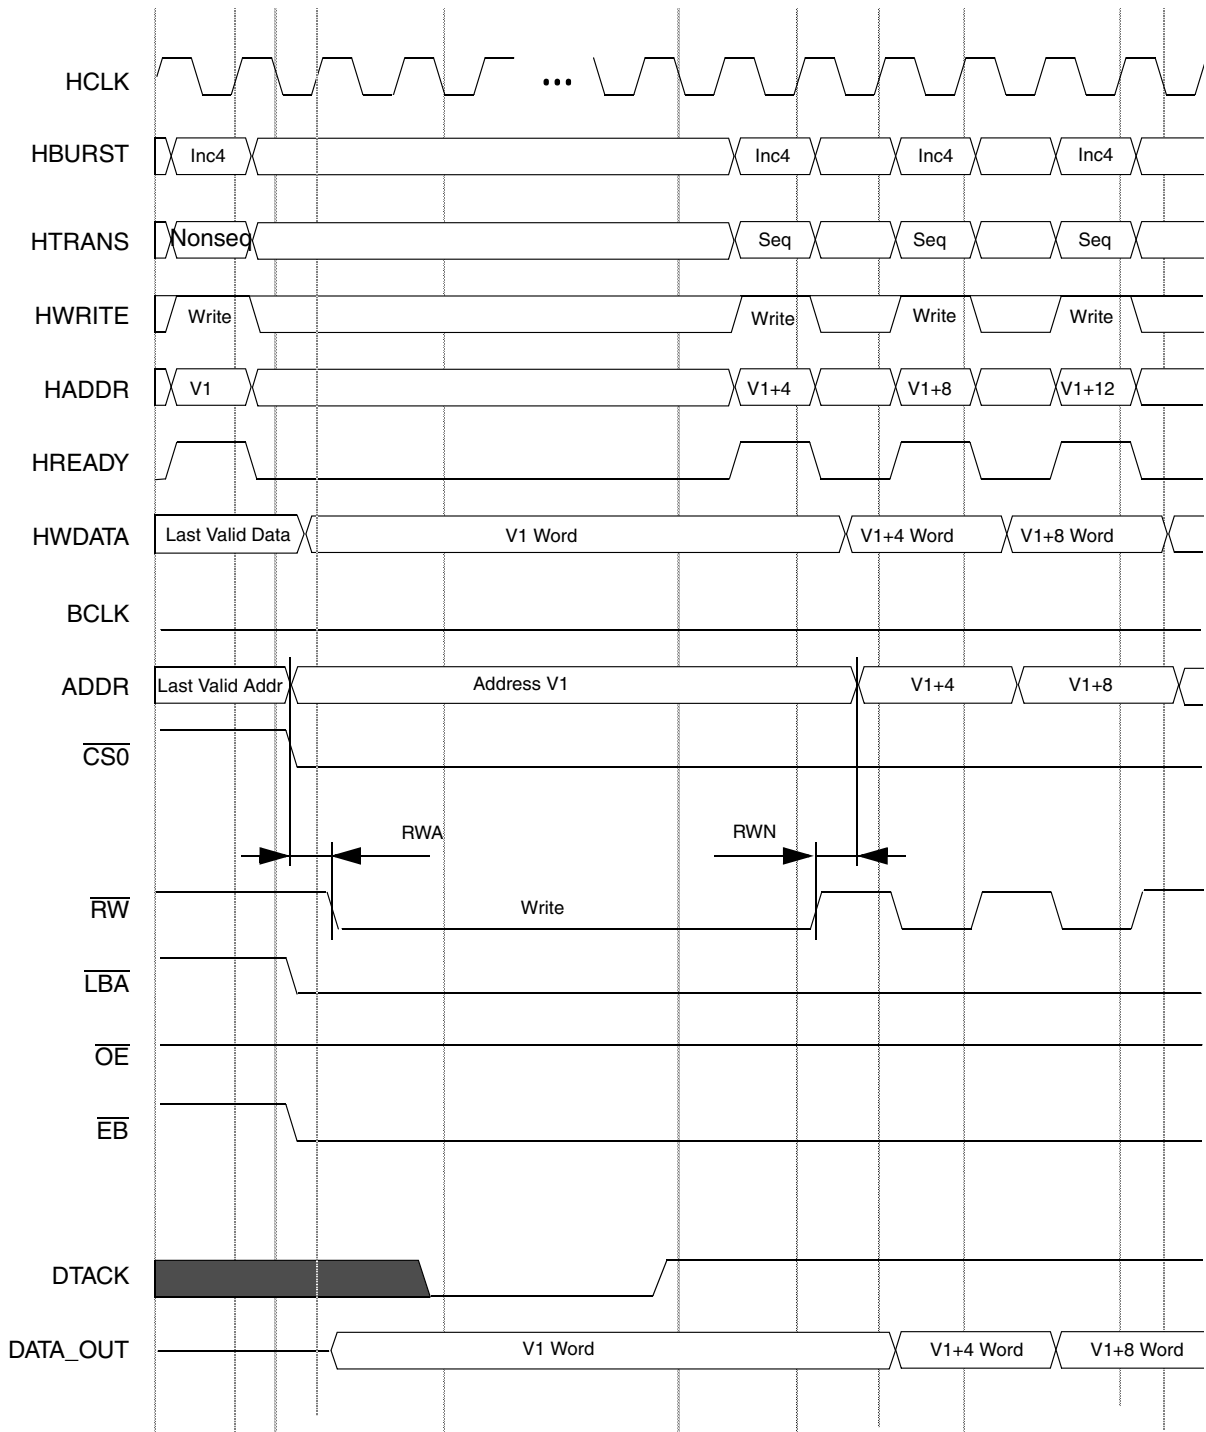 HCLK ...
HBURST Inc4 Inc4 Inc4 Inc4
HTRANS Nonseq Seq Seq Seq
HWRITE Write Write Write Write
HADDR V1 V1+4 V1+8 V1+12
HREADY
HWDATA Last Valid Data V1 Word V1+4 Word V1+8 Word
BCLK
ADDR Last Valid Addr Address V1 V1+4 V1+8
CS0
RWA RWN
RW Write
LBA
OE
EB
DTACK
DATA_OUT V1 Word V1+4 Word V1+8 Word